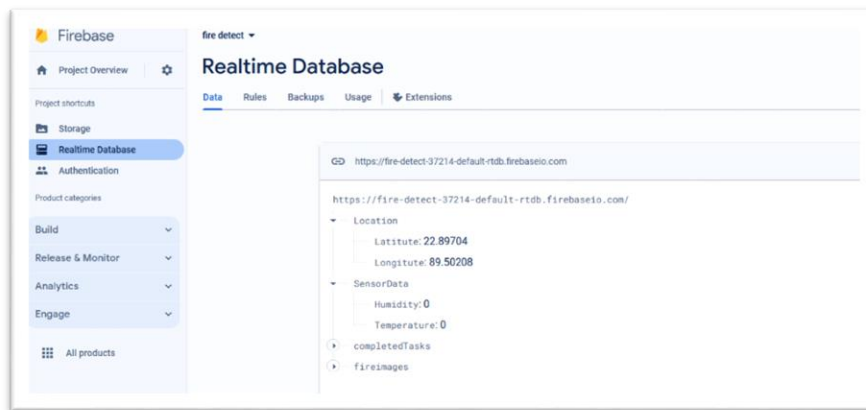 Firebase
Project Overview
Project shortcuts
Storage
Realtime Database
Authentication
Product categories
Build
Release & Monitor
Analytics
Engage
All products
fire detect
Realtime Database
Data Rules Backups Usage Extensions
https://fire-detect-37214-default-rtdb.firebaseio.com
https://fire-detect-37214-default-rtdb.firebaseio.com/
Location
Latitute: 22.89704
Longitute: 89.50208
SensorData
Humidity: 0
Temperature: 0
completedTasks
fireimages